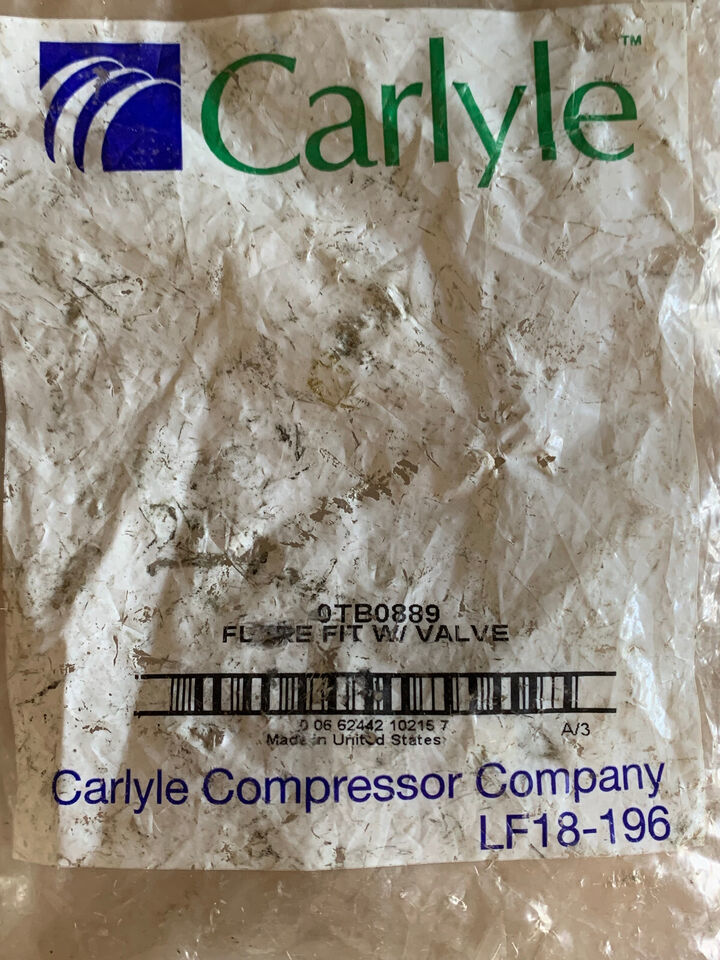 Carlyle™
0TB0889
FLARE FIT W/ VALVE
0 06 62442 10215 7
A/3
Made in United States
Carlyle Compressor Company
LF18-196